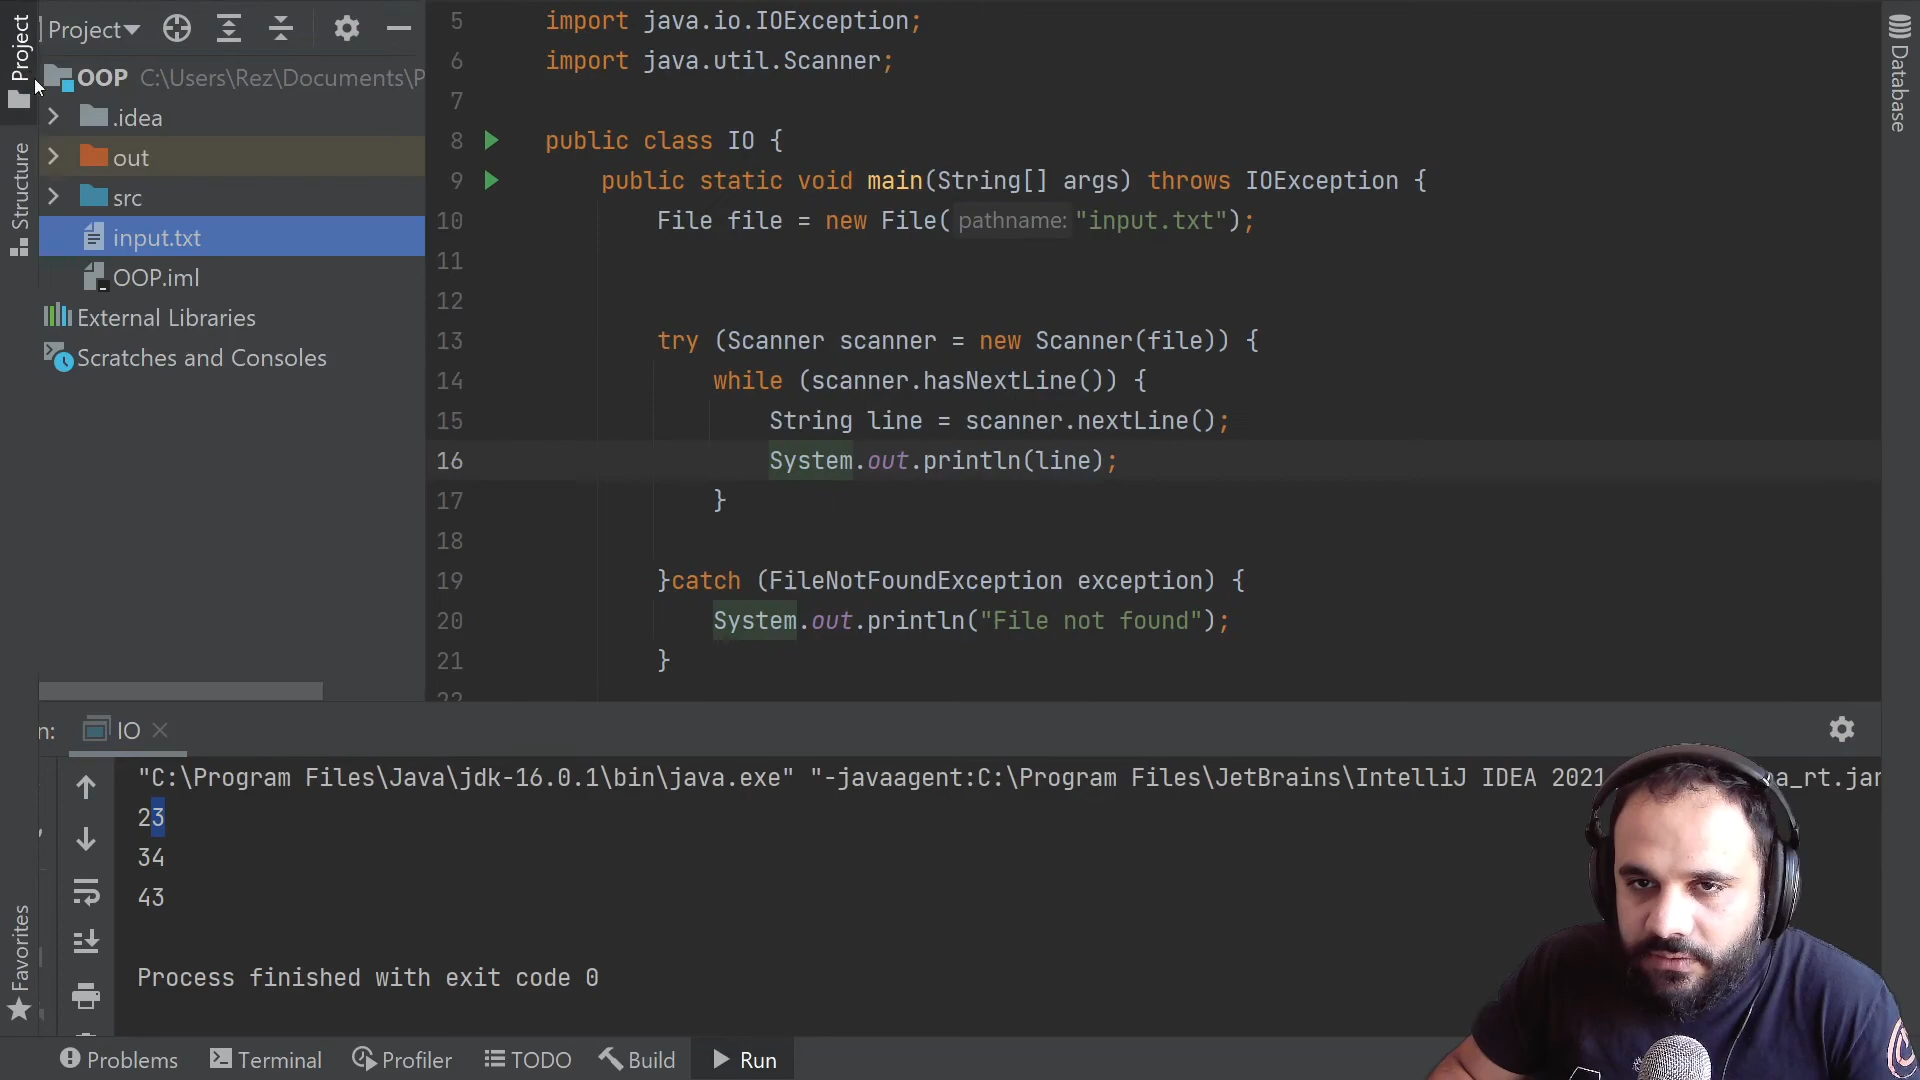 Project
Project
OOP C:\Users\Rez\Documents\P
.idea
out
src
input.txt
OOP.iml
External Libraries
Scratches and Consoles
Structure
Favorites
Database
5 import java.io.IOException;
6 import java.util.Scanner;
7
8 public class IO {
9 public static void main(String[] args) throws IOException {
10 File file = new File( pathname: "input.txt");
11
12
13 try (Scanner scanner = new Scanner(file)) {
14 while (scanner.hasNextLine()) {
15 String line = scanner.nextLine();
16 System.out.println(line);
17 }
18
19 }catch (FileNotFoundException exception) {
20 System.out.println("File not found");
21 }
22
n: IO
"C:\Program Files\Java\jdk-16.0.1\bin\java.exe" "-javaagent:C:\Program Files\JetBrains\IntelliJ IDEA 2021 a_rt.jar
23
34
43
Process finished with exit code 0
Problems Terminal Profiler TODO Build Run